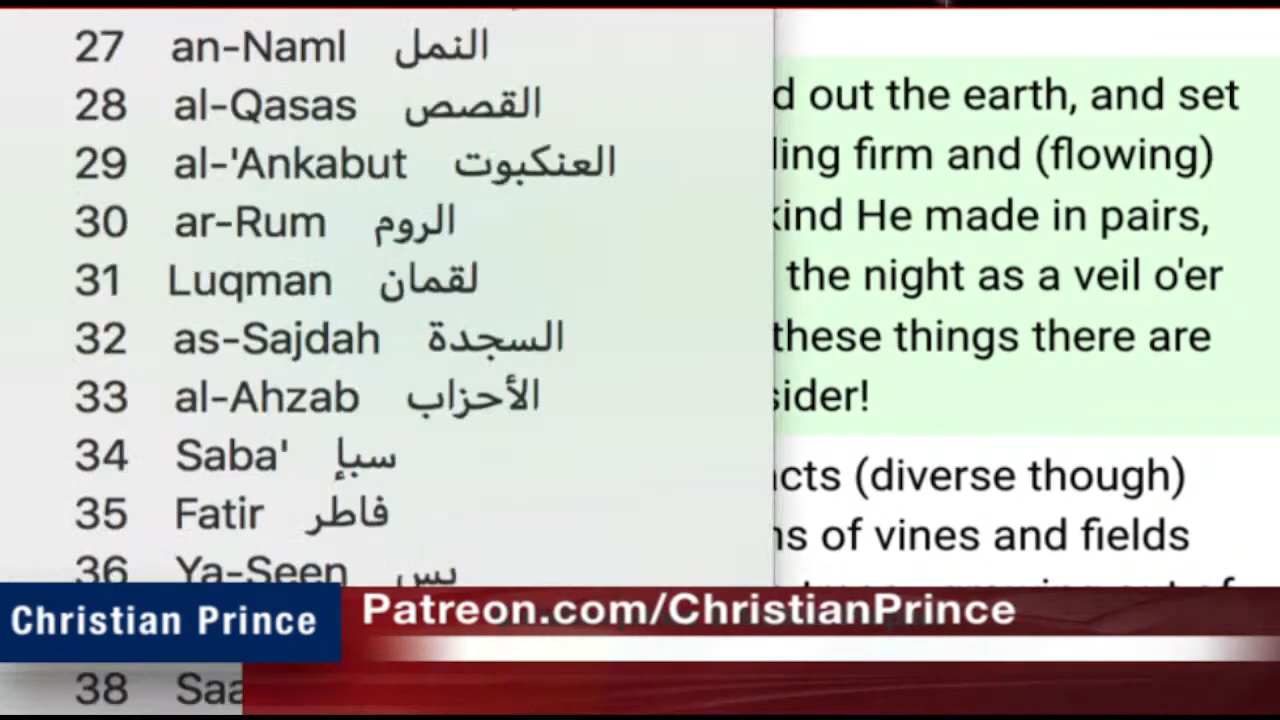 27 an-Naml النمل
28 al-Qasas القصص
29 al-'Ankabut العنكبوت
30 ar-Rum الروم
31 Luqman لقمان
32 as-Sajdah السجدة
33 al-Ahzab الأحزاب
34 Saba' سبإ
35 Fatir فاطر
36 Ya-Seen يس
38 Saa
d out the earth, and set
ling firm and (flowing)
kind He made in pairs,
the night as a veil o'er
these things there are
sider!
acts (diverse though)
ns of vines and fields
Christian Prince
Patreon.com/ChristianPrince